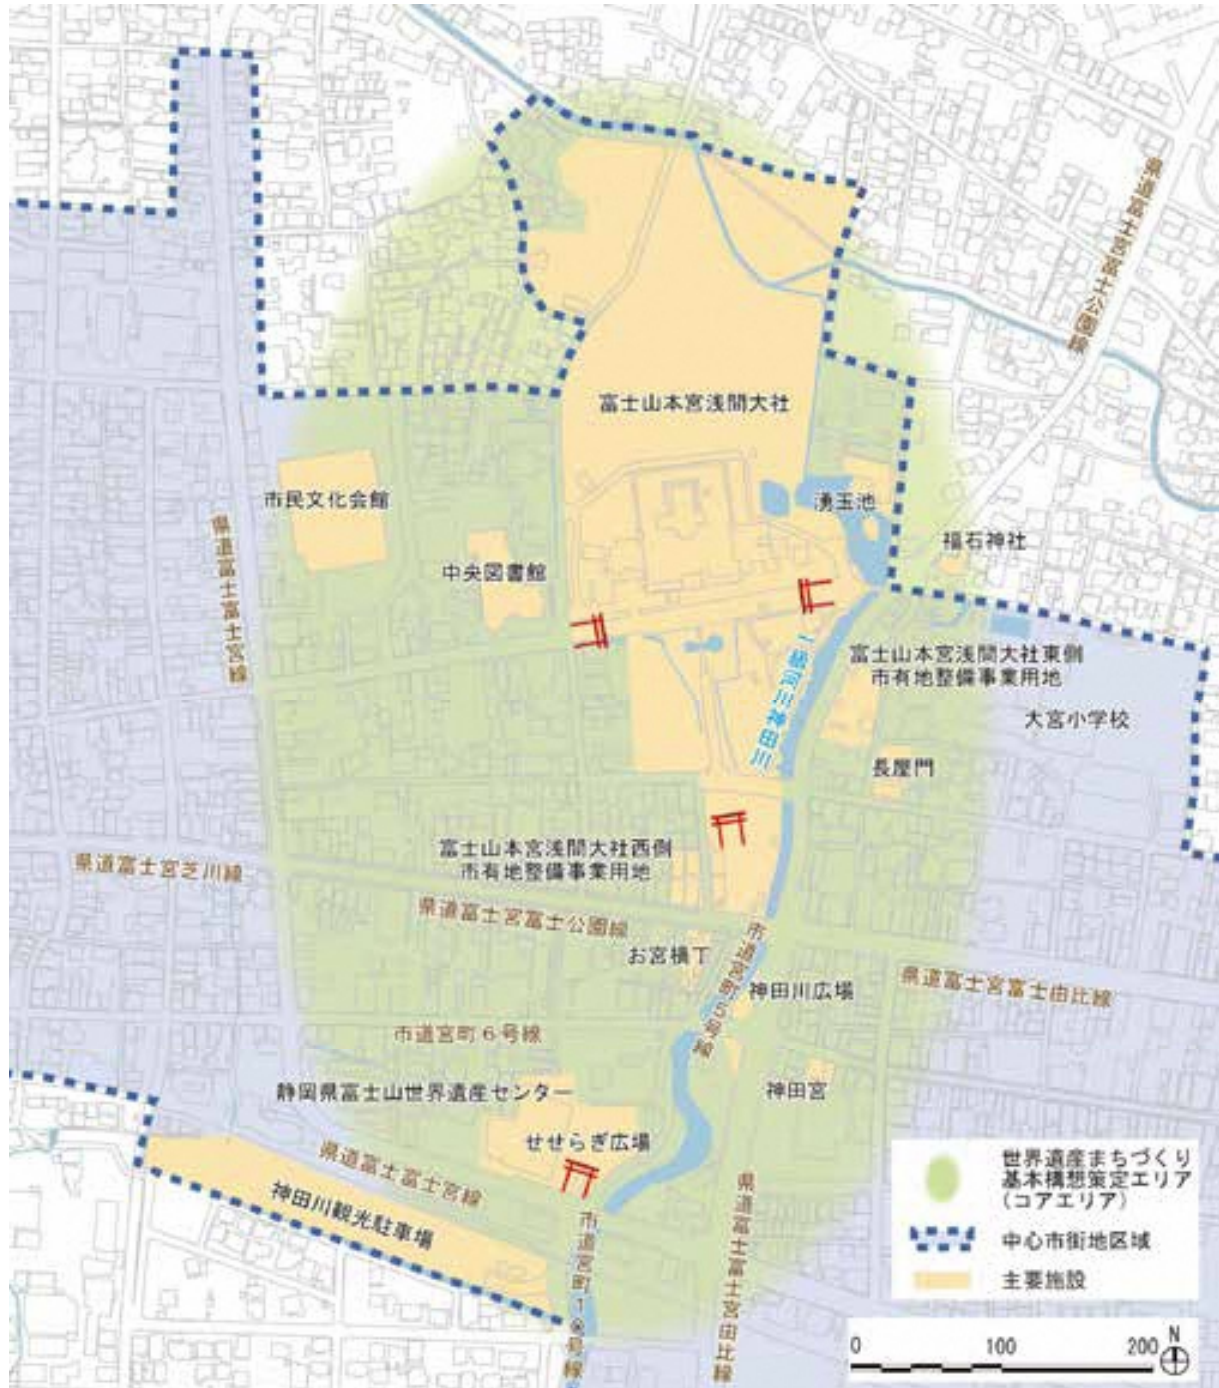 県道富士宮富士公園線
富士山本宮浅間大社
市民文化会館
湧玉池
県道富士富士宮線
中央図書館
福石神社
一級河川神田川
富士山本宮浅間大社東側
市有地整備事業用地
大宮小学校
長屋門
富士山本宮浅間大社西側
市有地整備事業用地
県道富士宮芝川線
県道富士宮富士公園線
お宮横丁
市道宮町5号線
神田川広場
県道富士宮富士由比線
市道宮町6号線
静岡県富士山世界遺産センター
神田宮
せせらぎ広場
県道富士富士宮線
神田川観光駐車場
県道富士富士宮由比線
世界遺産まちづくり
基本構想策定エリア
(コアエリア)
中心市街地区域
主要施設
0 100 200
N